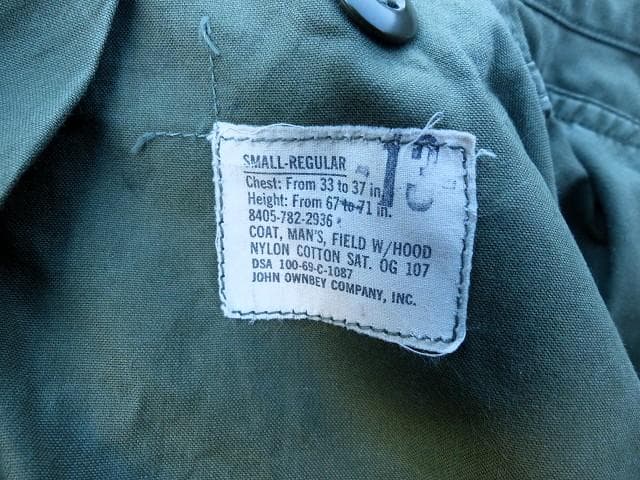 SMALL-REGULAR
13
Chest: From 33 to 37 in.
Height: From 67 to 71 in.
8405-782-2936
COAT, MAN'S, FIELD W/HOOD
NYLON COTTON SAT. OG 107
DSA 100-69-C-1087
JOHN OWNBEY COMPANY, INC.